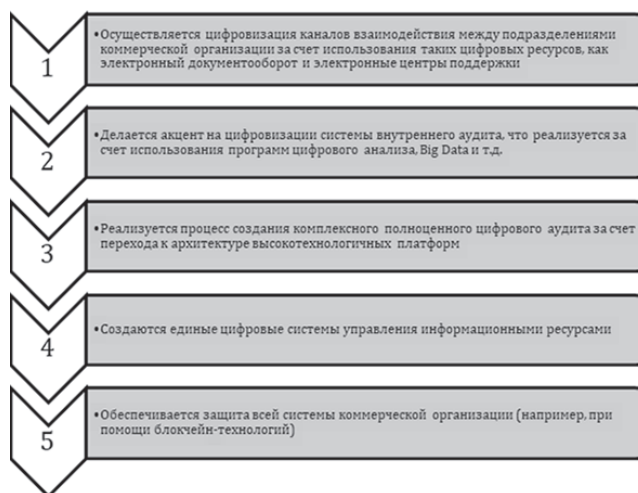 1
•Осуществляется цифровизация каналов взаимодействия между подразделениями
коммерческой организации за счет использования таких цифровых ресурсов, как
электронный документооборот и электронные центры поддержки
2
•Делается акцент на цифровизации системы внутреннего аудита, что реализуется за
счет использования программ цифрового анализа, Big Data и т.д.
3
•Реализуется процесс создания комплексного полноценного цифрового аудита за счет
перехода к архитектуре высокотехнологичных платформ
4
•Создаются единые цифровые системы управления информационными ресурсами
5
•Обеспечивается защита всей системы коммерческой организации (например, при
помощи блокчейн-технологий)